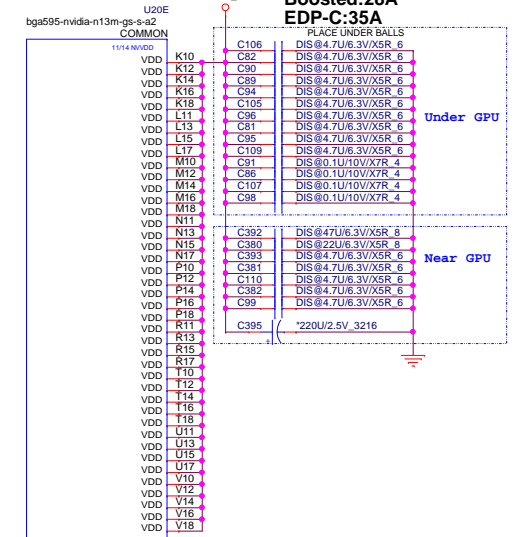 U20E
bga595-nvidia-n13m-gs-s-a2
COMMON
11/14 NVVDD
EDP-C:35A
PLACE UNDER BALLS
VDD K10
VDD K12
VDD K14
VDD K16
VDD K18
VDD L11
VDD L13
VDD L15
VDD L17
VDD M10
VDD M12
VDD M14
VDD M16
VDD M18
VDD N11
VDD N13
VDD N15
VDD N17
VDD P10
VDD P12
VDD P14
VDD P16
VDD P18
VDD R11
VDD R13
VDD R15
VDD R17
VDD T10
VDD T12
VDD T14
VDD T16
VDD T18
VDD U11
VDD U13
VDD U15
VDD U17
VDD V10
VDD V12
VDD V14
VDD V16
VDD V18
C106 DIS@4.7U/6.3V/X5R_6
C82 DIS@4.7U/6.3V/X5R_6
C90 DIS@4.7U/6.3V/X5R_6
C89 DIS@4.7U/6.3V/X5R_6
C94 DIS@4.7U/6.3V/X5R_6
C105 DIS@4.7U/6.3V/X5R_6
C96 DIS@4.7U/6.3V/X5R_6
C81 DIS@4.7U/6.3V/X5R_6
C95 DIS@4.7U/6.3V/X5R_6
C109 DIS@4.7U/6.3V/X5R_6
C91 DIS@0.1U/10V/X7R_4
C86 DIS@0.1U/10V/X7R_4
C107 DIS@0.1U/10V/X7R_4
C98 DIS@0.1U/10V/X7R_4
Under GPU
C392 DIS@47U/6.3V/X5R_8
C380 DIS@22U/6.3V/X5R_8
C393 DIS@4.7U/6.3V/X5R_6
C381 DIS@4.7U/6.3V/X5R_6
C110 DIS@4.7U/6.3V/X5R_6
C382 DIS@4.7U/6.3V/X5R_6
C99 DIS@4.7U/6.3V/X5R_6
Near GPU
C395 *220U/2.5V_3216
+